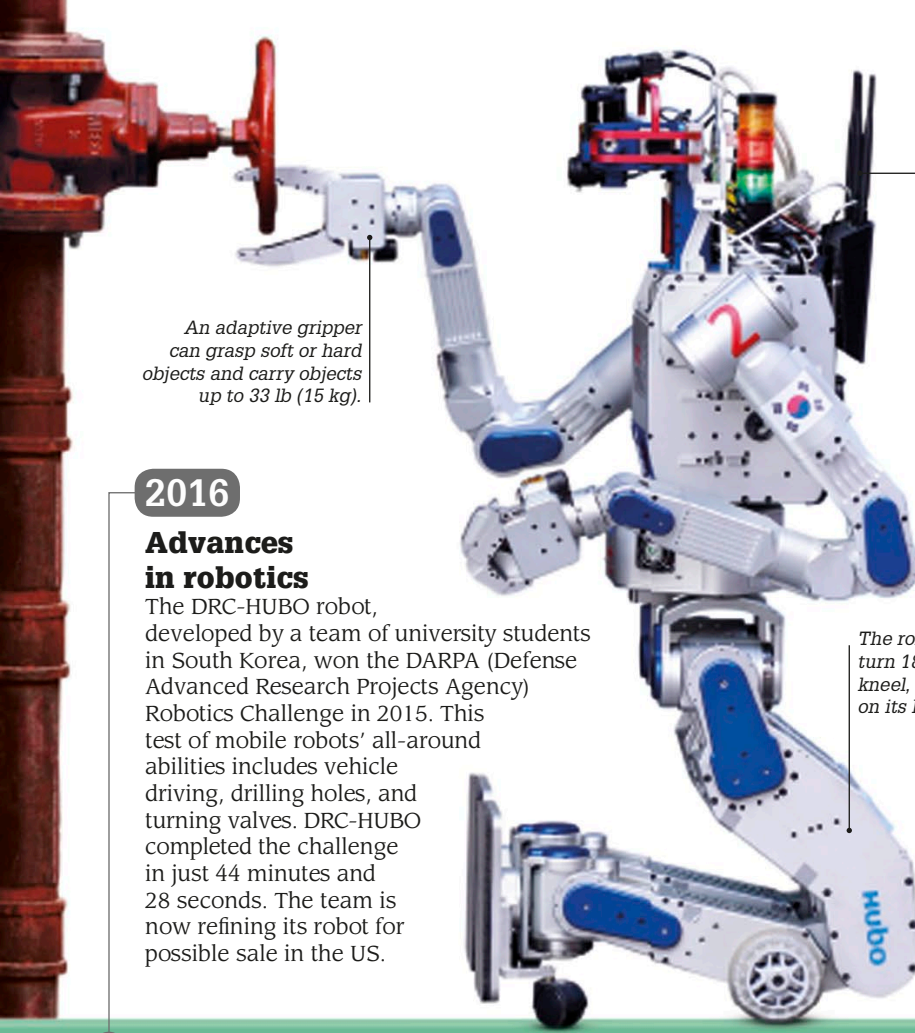 An adaptive gripper
can grasp soft or hard
objects and carry objects
up to 33 lb (15 kg).
2016
Advances
in robotics
The DRC-HUBO robot,
developed by a team of university students
in South Korea, won the DARPA (Defense
Advanced Research Projects Agency)
Robotics Challenge in 2015. This
test of mobile robots’ all-around
abilities includes vehicle
driving, drilling holes, and
turning valves. DRC-HUBO
completed the challenge
in just 44 minutes and
28 seconds. The team is
now refining its robot for
possible sale in the US.
2
The
turn
kneel,
on its
HUBO